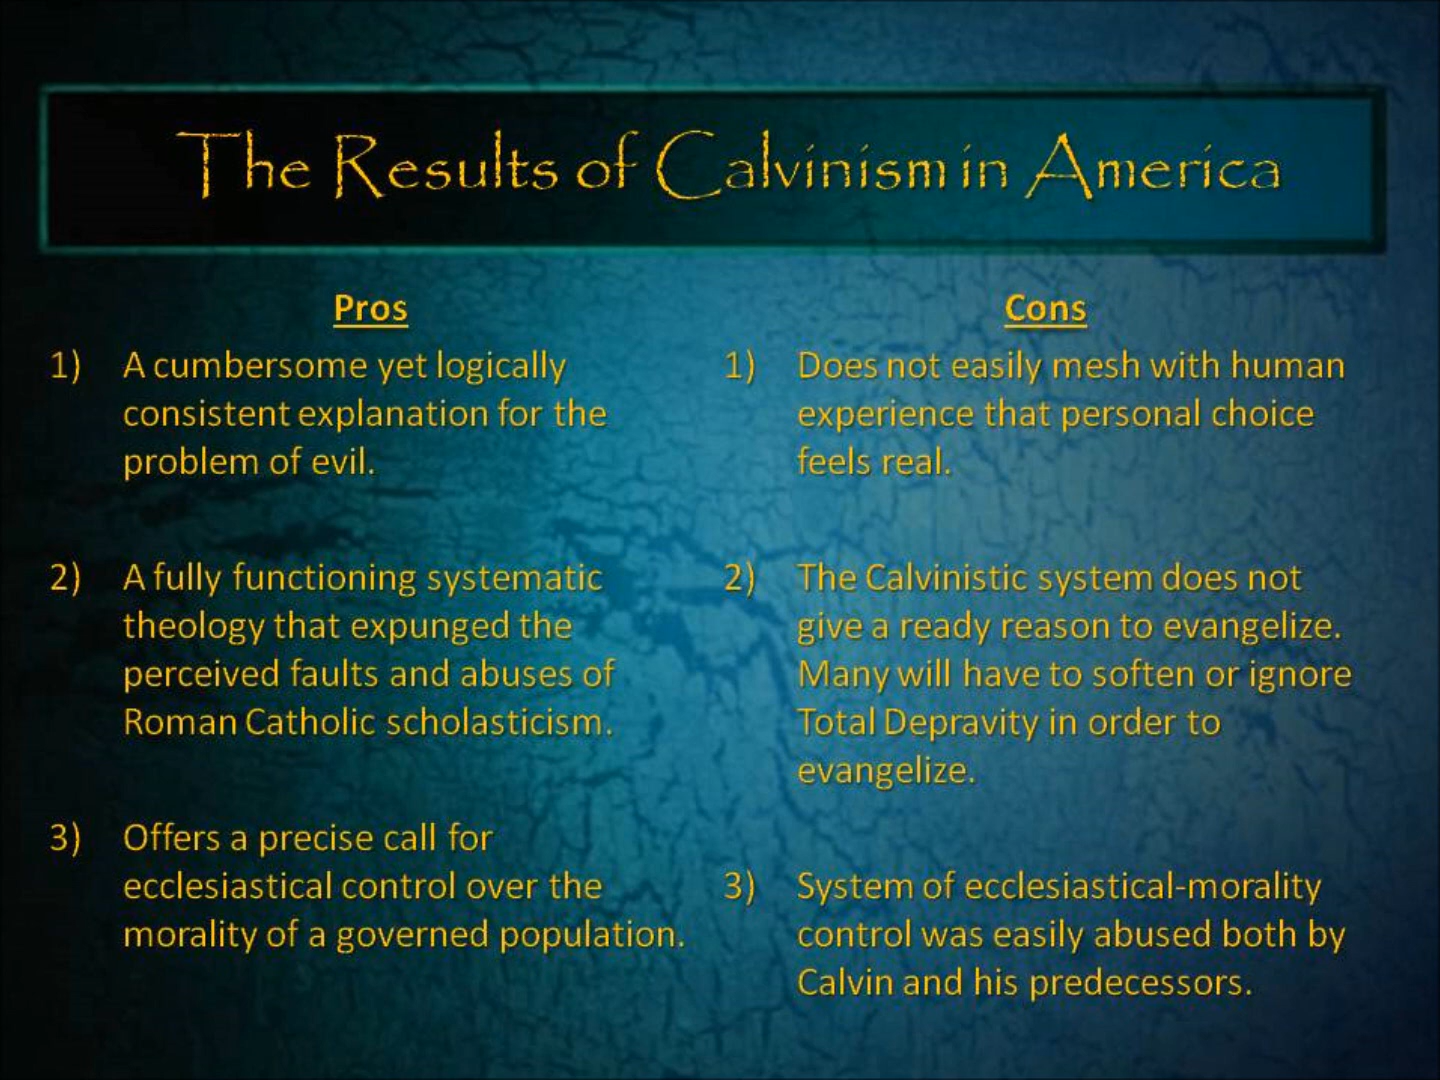 The Results of Calvinism in America
Pros
1) A cumbersome yet logically
consistent explanation for the
problem of evil.
2) A fully functioning systematic
theology that expunged the
perceived faults and abuses of
Roman Catholic scholasticism.
3) Offers a precise call for
ecclesiastical control over the
morality of a governed population.
Cons
1) Does not easily mesh with human
experience that personal choice
feels real.
2) The Calvinistic system does not
give a ready reason to evangelize.
Many will have to soften or ignore
Total Depravity in order to
evangelize.
3) System of ecclesiastical-morality
control was easily abused both by
Calvin and his predecessors.